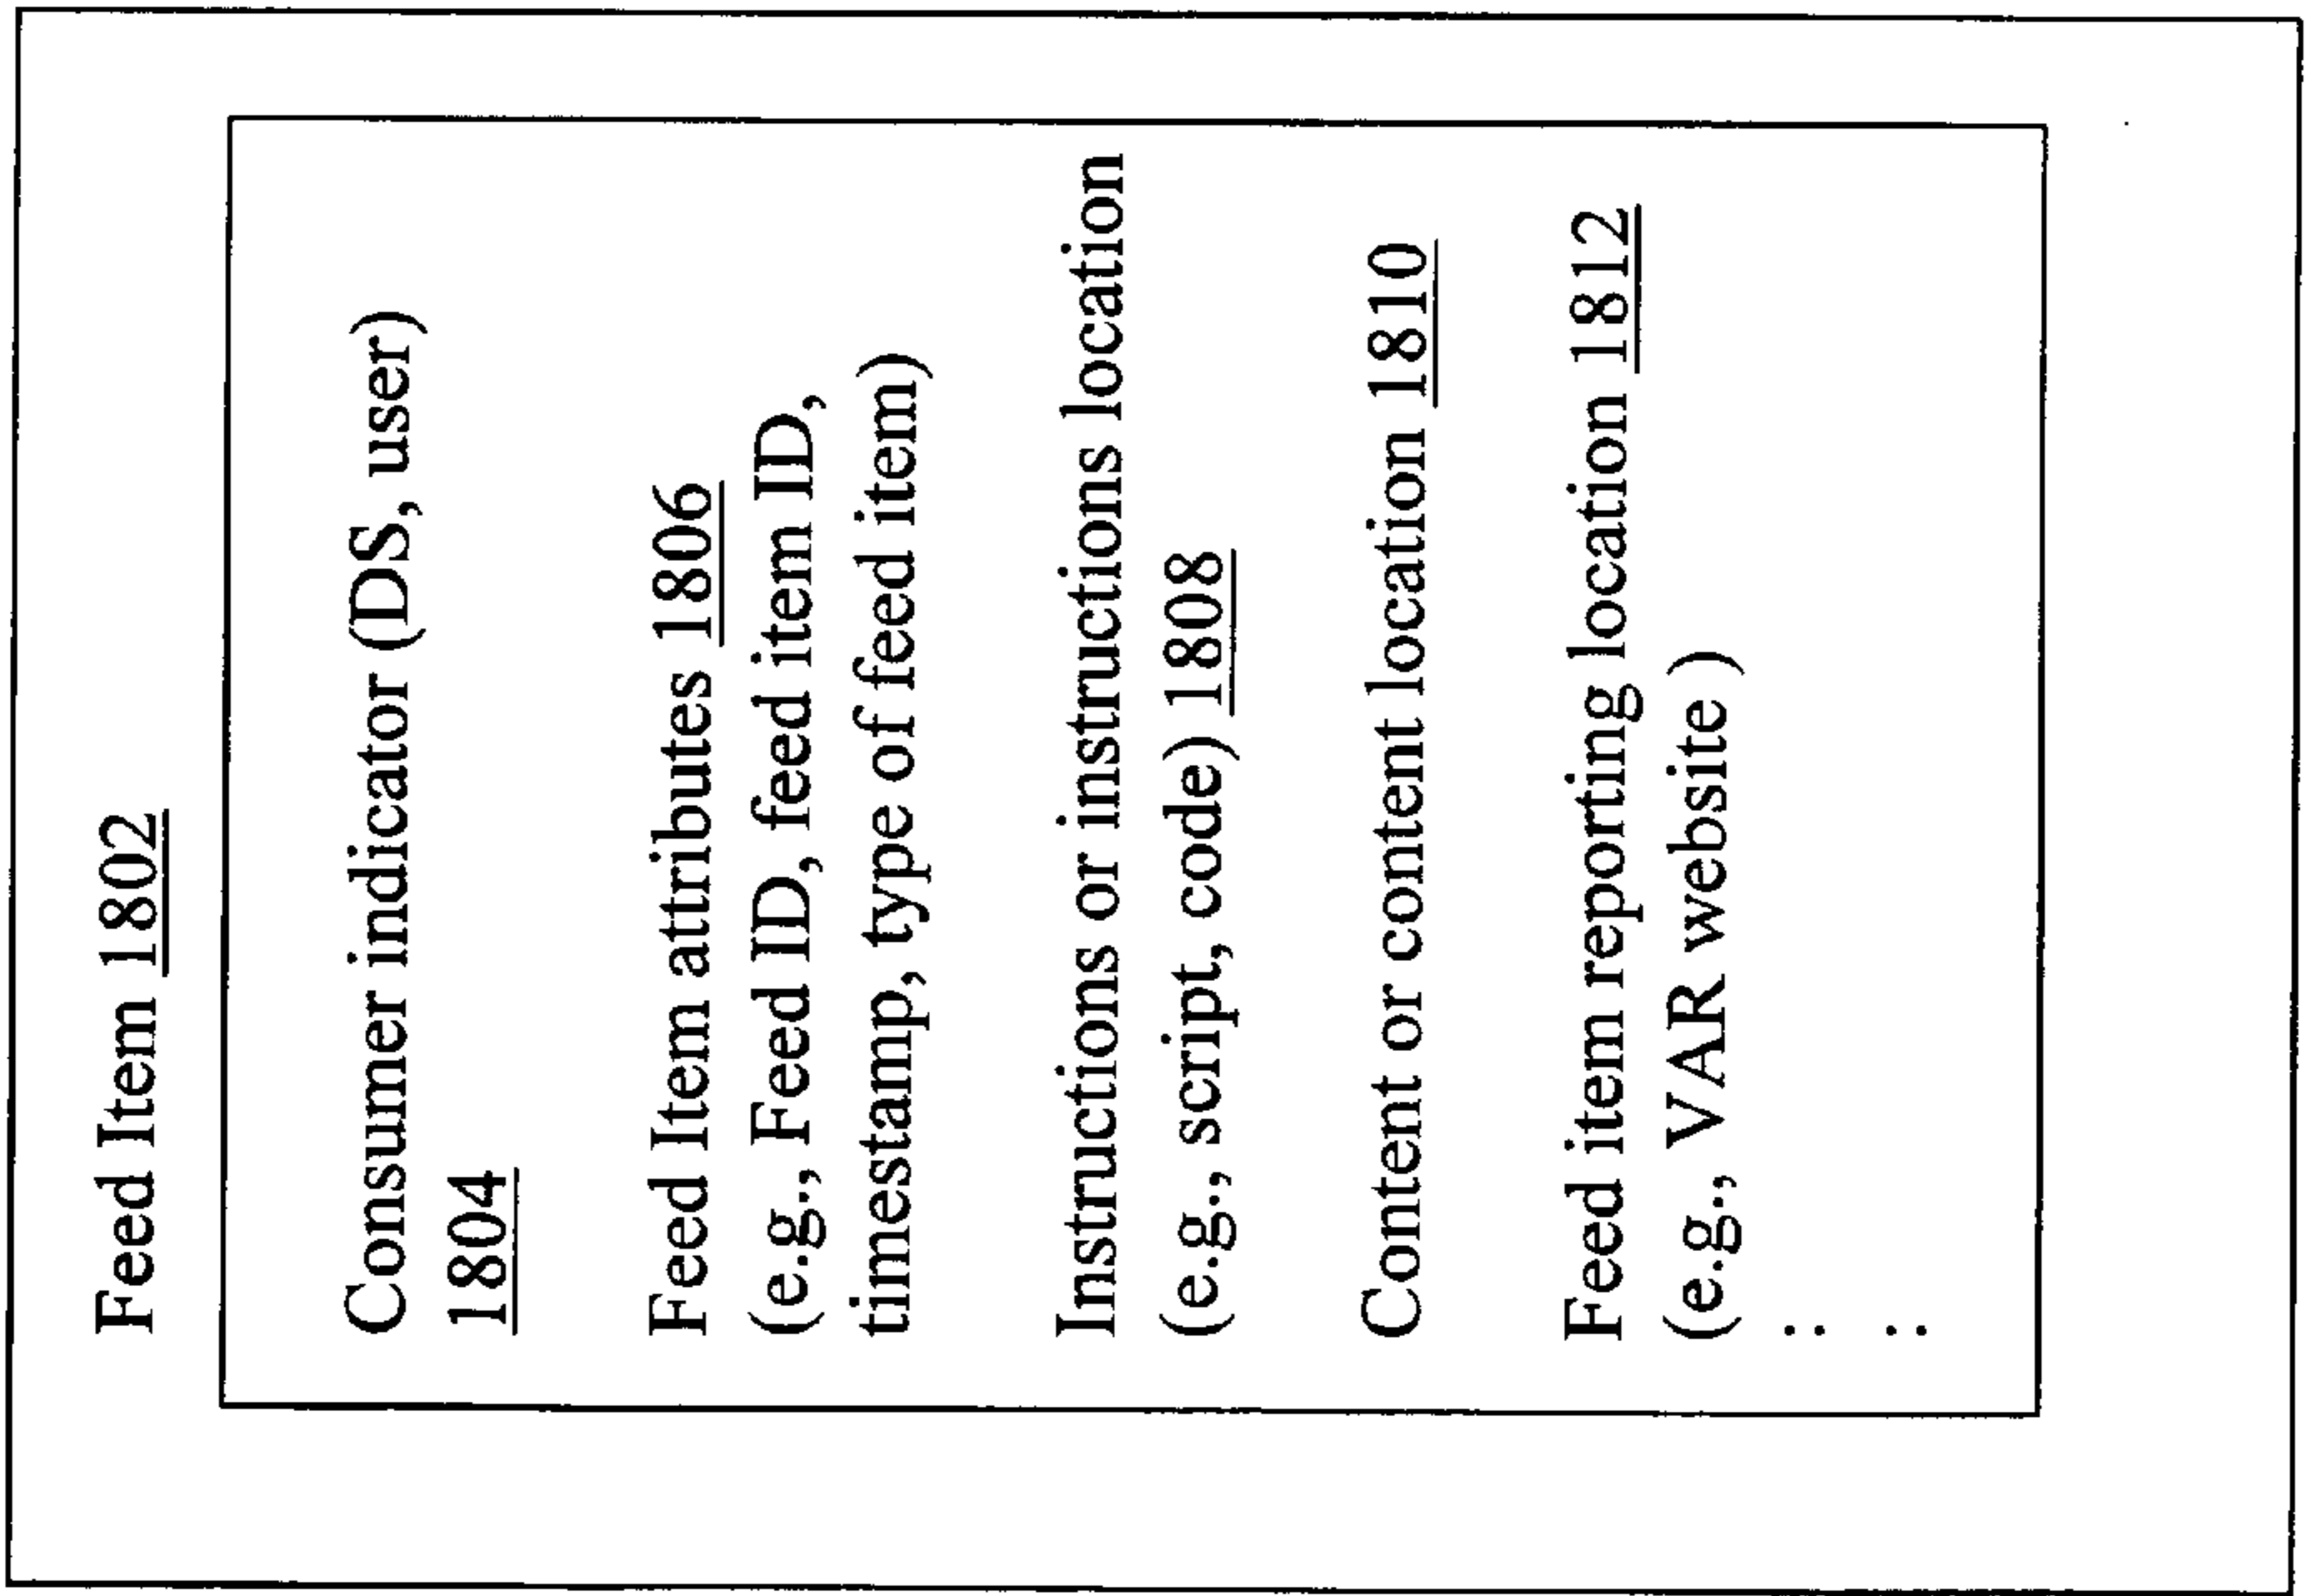 Feed Item 1802
Consumer indicator (DS, user)
1804
Feed Item attributes 1806
(e.g., Feed ID, feed item ID,
timestamp, type of feed item)
Instructions or instructions location
(e.g., script, code) 1808
Content or content location 1810
Feed item reporting location 1812
(e.g., VAR website )
: :